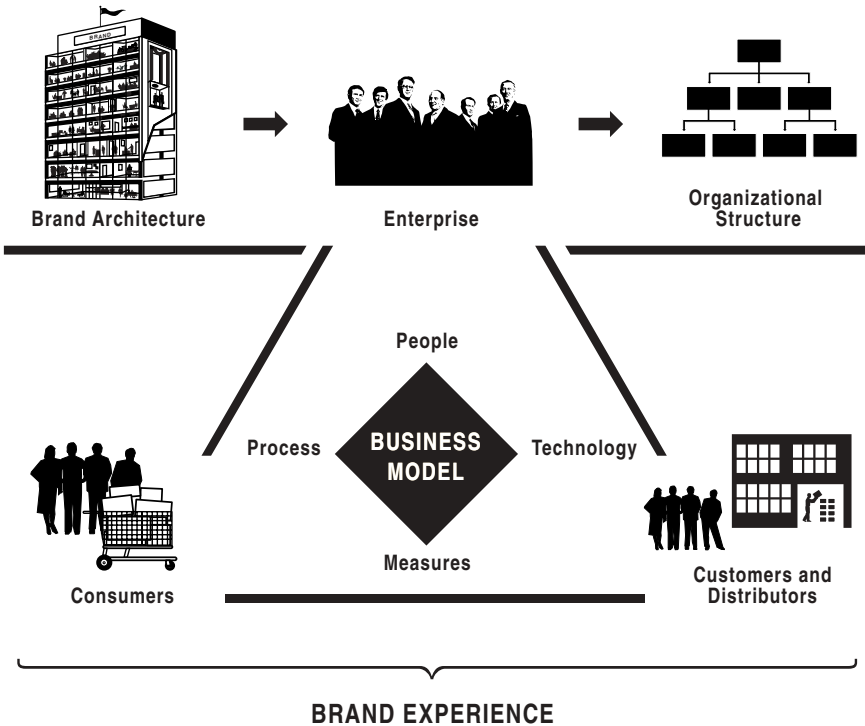 BRAND
Brand Architecture
Enterprise
Organizational
Structure
People
Process
BUSINESS
MODEL
Technology
Measures
Consumers
Customers and
Distributors
BRAND EXPERIENCE